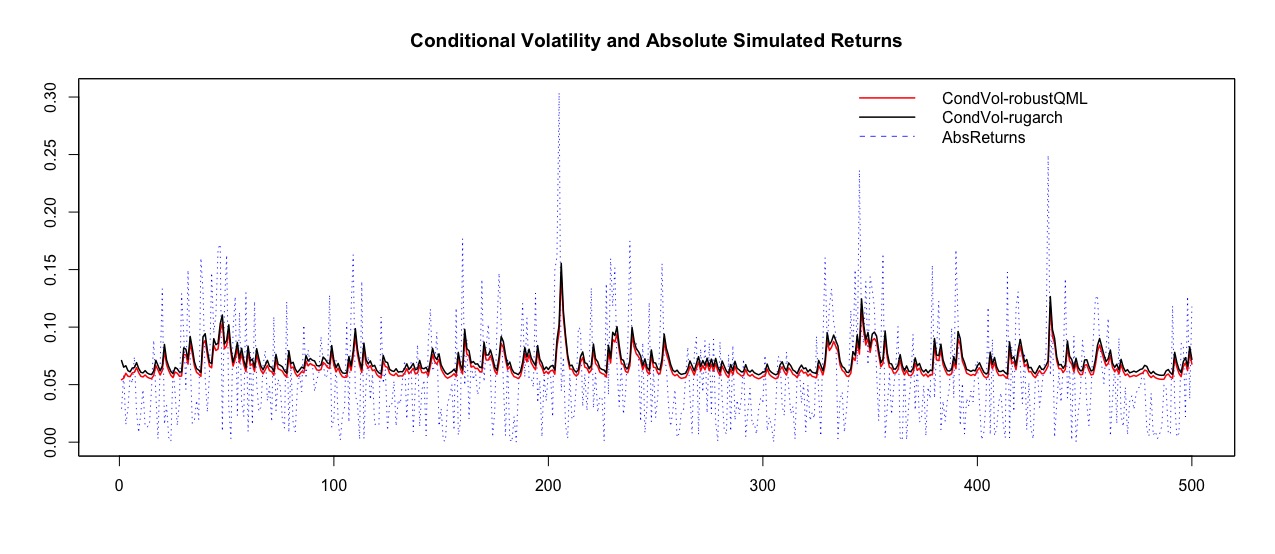 Conditional Volatility and Absolute Simulated Returns
0.30
0.25
0.20
0.15
0.10
0.05
0.00
CondVol-robustQML
CondVol-rugarch
AbsReturns
0 100 200 300 400 500